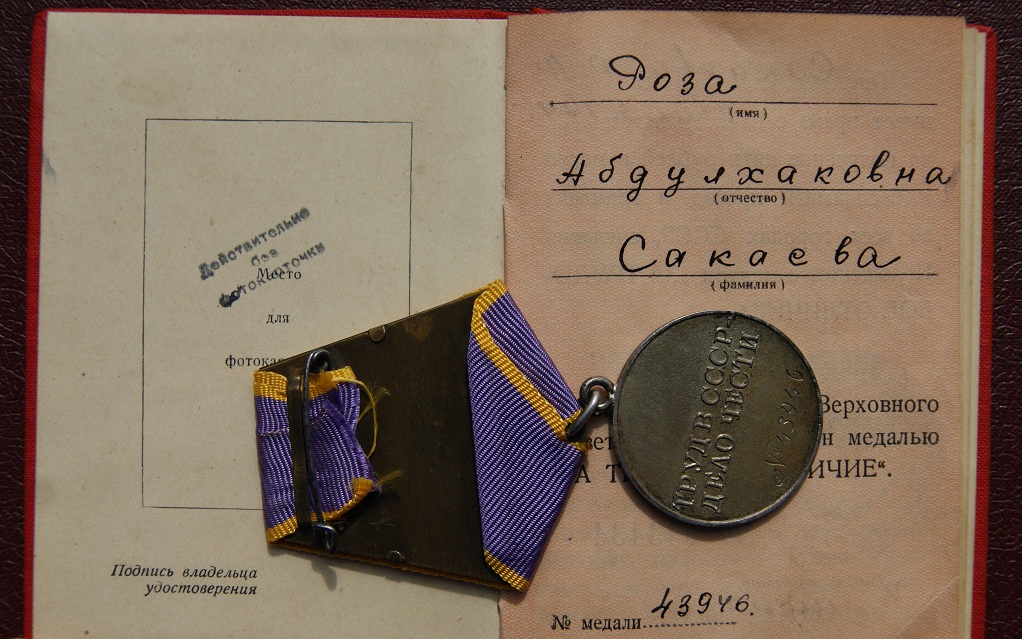 Действительно
без
фотокарточки
Место
для
Подпись владельца
удостоверения
Роза
(имя)
Абдулхаковна
(отчество)
Сакаева
(фамилия)
Верховного
н медалью
ИЧИЕ“.
№ медали 43946.
ТРУД В СССР
ДЕЛО ЧЕСТИ
№ 43946